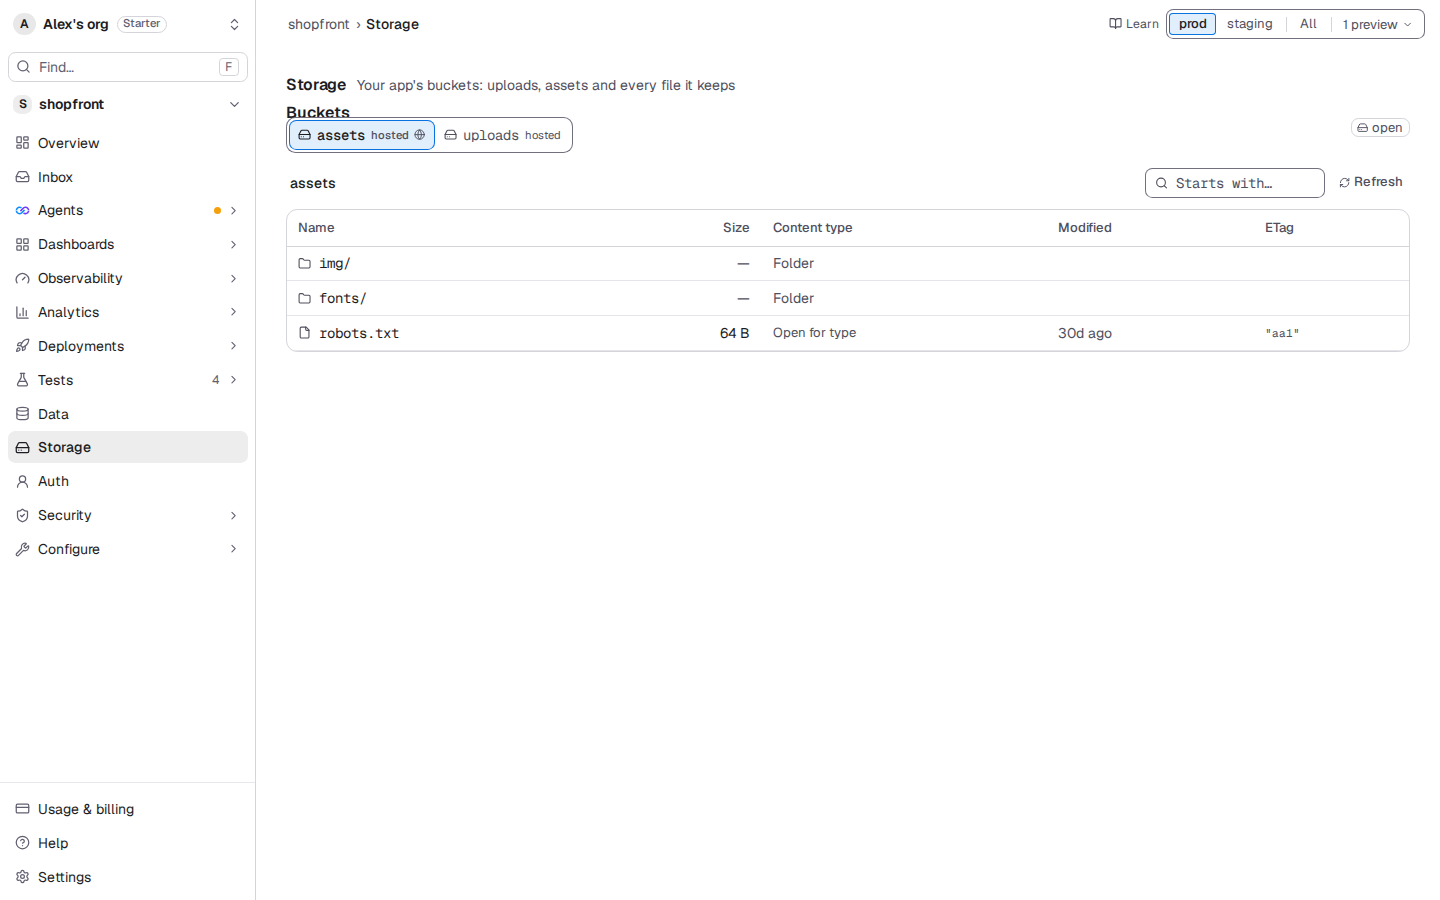 A Alex's org Starter
Find... F
S shopfront
Overview
Inbox
Agents
Dashboards
Observability
Analytics
Deployments
Tests 4
Data
Storage
Auth
Security
Configure
Usage & billing
Help
Settings
shopfront › Storage
Learn prod staging All 1 preview
Storage Your app's buckets: uploads, assets and every file it keeps
Buckets
assets hosted uploads hosted
open
assets
Starts with... Refresh
Name Size Content type Modified ETag
img/ — Folder
fonts/ — Folder
robots.txt 64 B Open for type 30d ago "aa1"